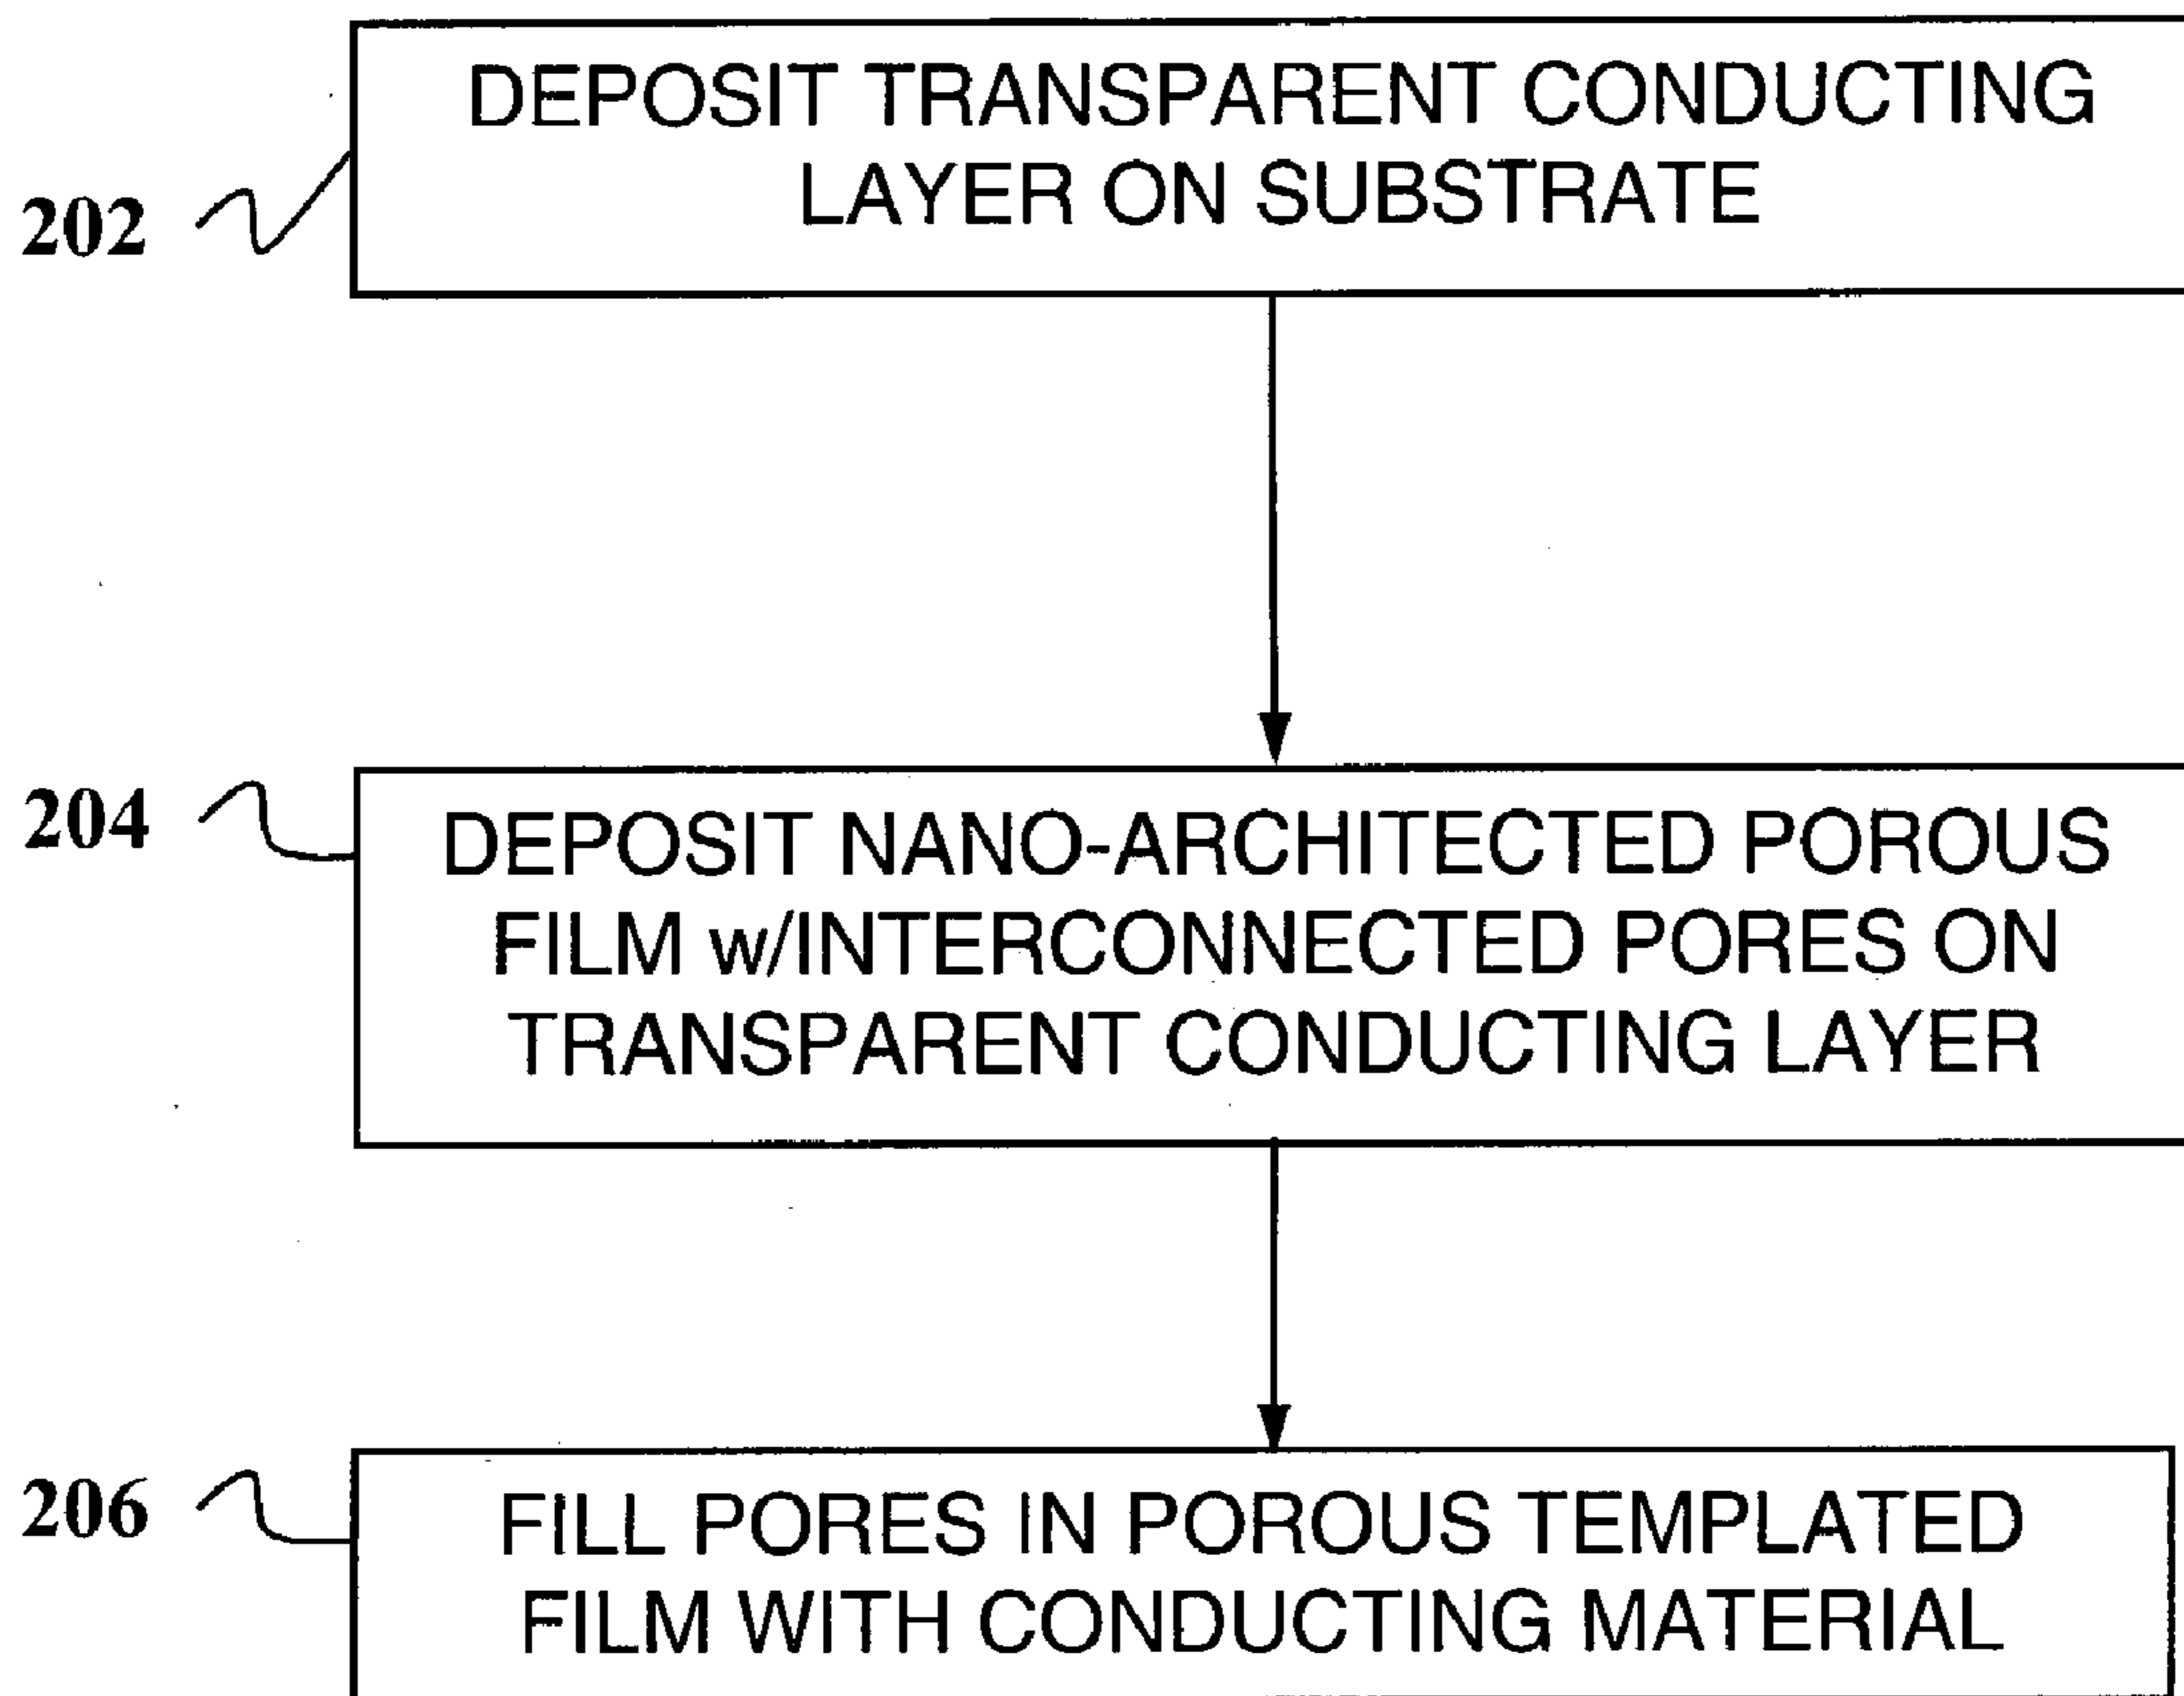 DEPOSIT TRANSPARENT CONDUCTING
LAYER ON SUBSTRATE
202
204
DEPOSIT NANO-ARCHITECTED POROUS
FILM w/INTERCONNECTED PORES ON
TRANSPARENT CONDUCTING LAYER
206
FILL PORES IN POROUS TEMPLATED
FILM WITH CONDUCTING MATERIAL